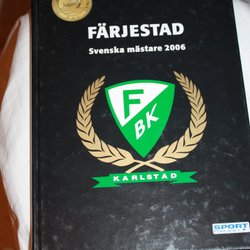 FÄRJESTAD
Svenska mästare 2006
F
BK
KARLSTAD
SPORT